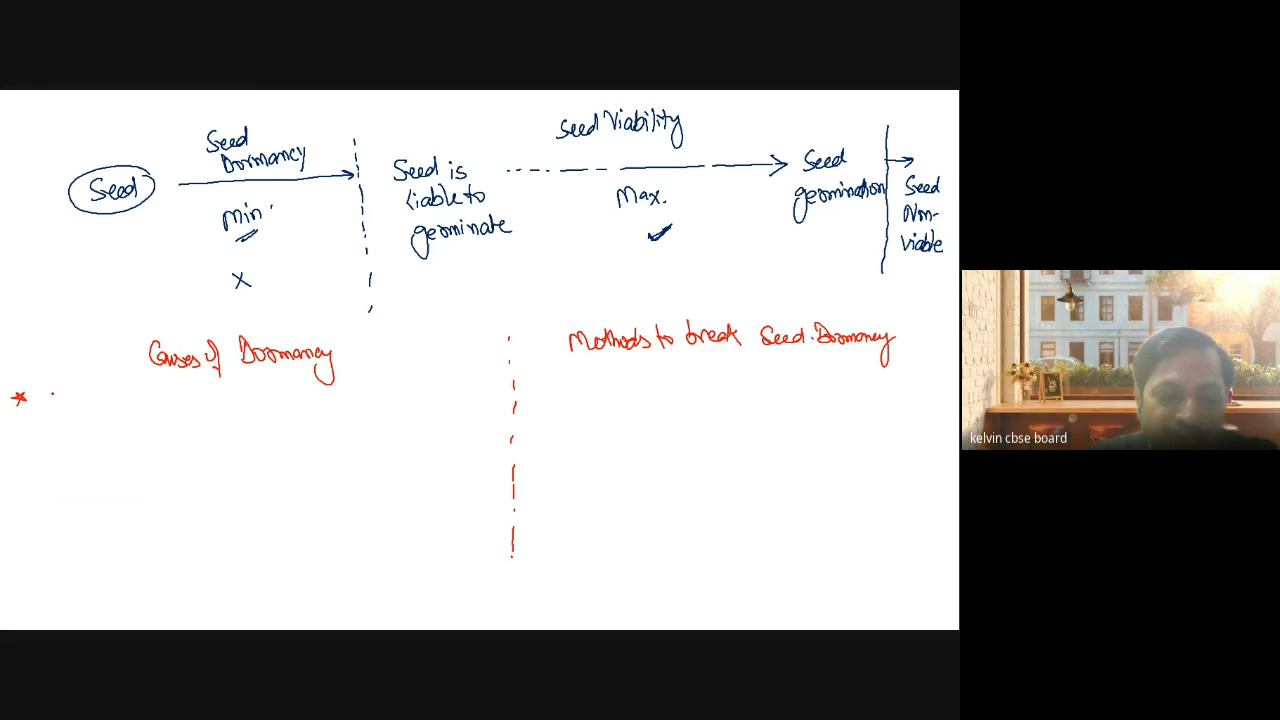 Seed
Seed
Dormancy
Min.
x
Seed is
liable to
germinate
Seed Viability
Max.
Seed
germination
Seed
Non-
viable
Causes of Dormancy
Methods to break Seed Dormancy
kelvin cbse board